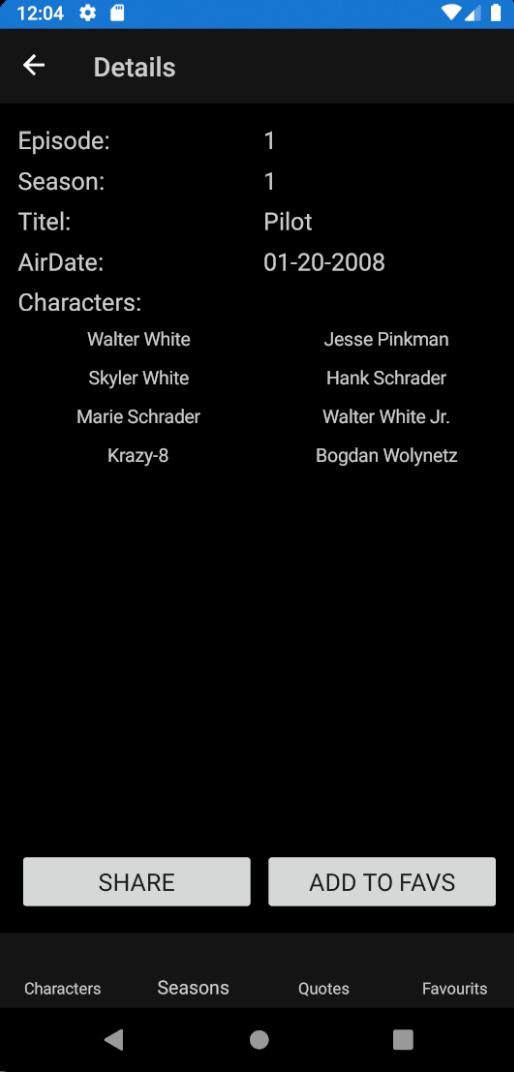 12:04
Details
Episode: 1
Season: 1
Titel: Pilot
AirDate: 01-20-2008
Characters:
Walter White Jesse Pinkman
Skyler White Hank Schrader
Marie Schrader Walter White Jr.
Krazy-8 Bogdan Wolynetz
SHARE ADD TO FAVS
Characters Seasons Quotes Favourits